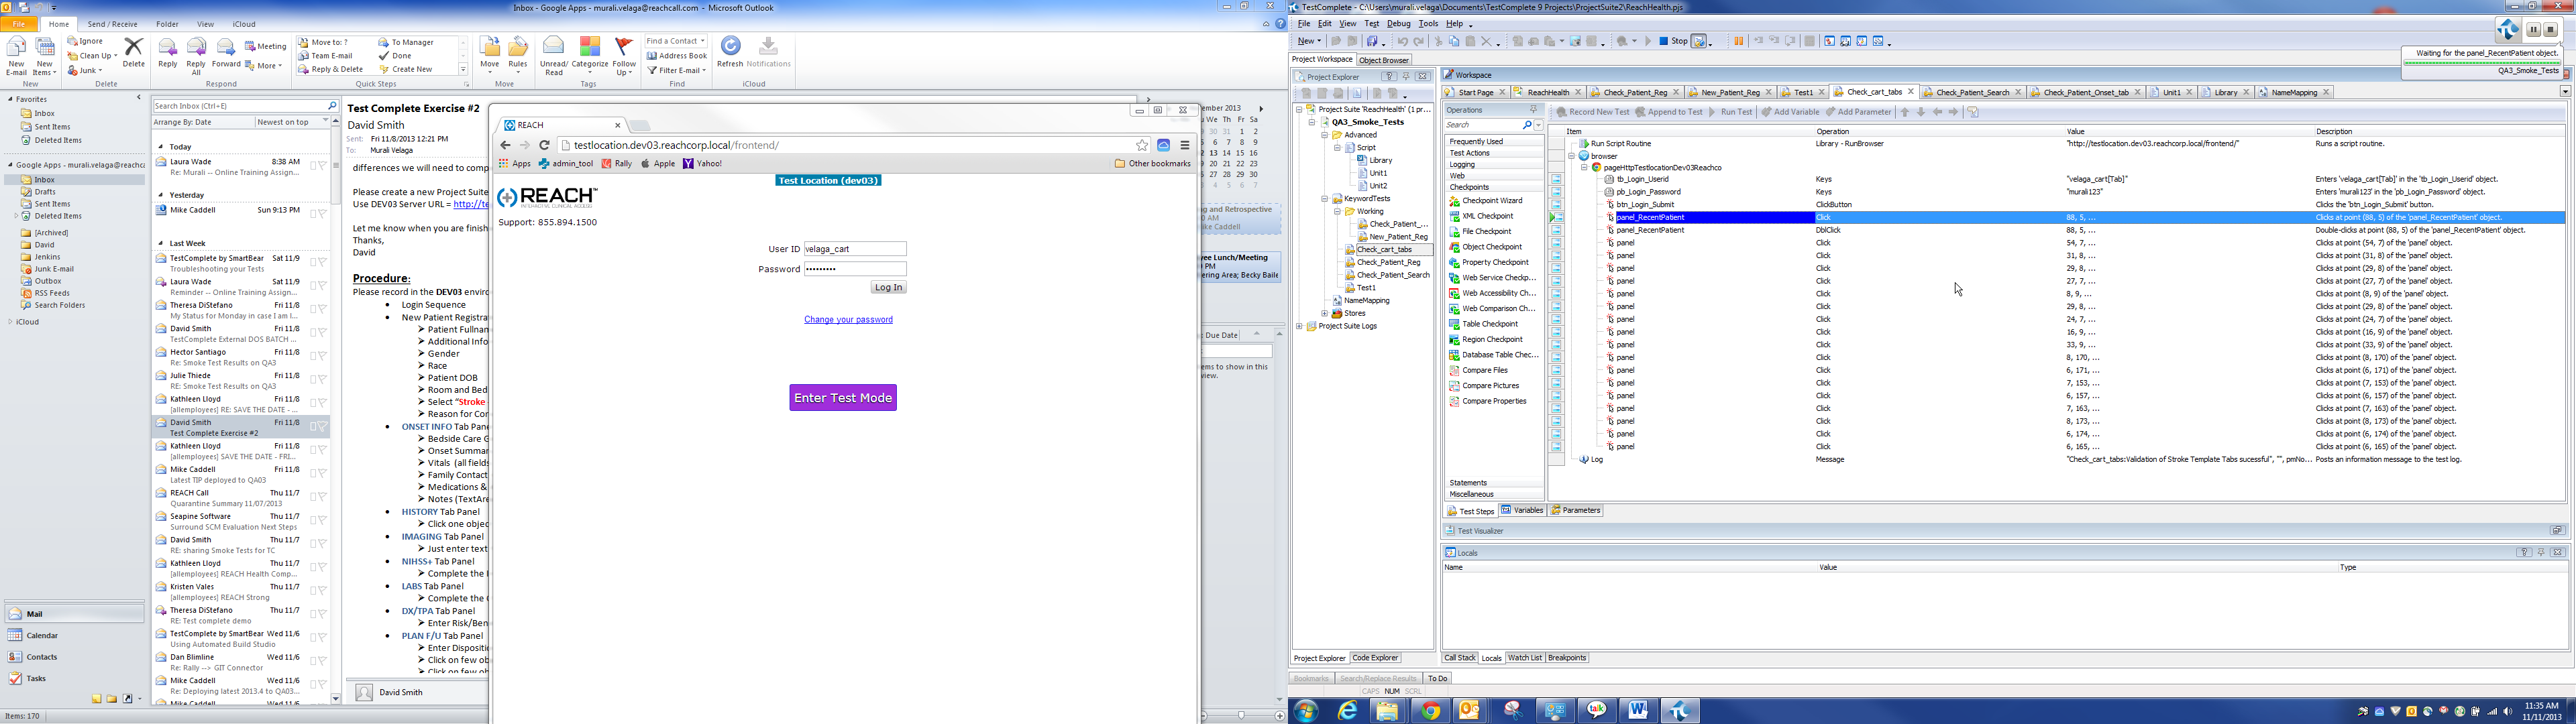 Inbox - Google Apps - murali.velaga@reachcall.com - Microsoft Outlook
File Home Send / Receive Folder View iCloud
New E-mail New Items Ignore Clean Up Junk Delete Reply Reply All Forward Meeting More
Move to: ? To Manager
Team E-mail Done
Reply & Delete Create New
Move Rules Unread/ Read Categorize Follow Up Find a Contact Address Book Filter E-mail Refresh Notifications
New Delete Respond Quick Steps Move Tags Find iCloud
Favorites
Inbox
Sent Items
Deleted Items
Google Apps - murali.velaga@reachc
Inbox
Drafts
Sent Items
Deleted Items
[Archived]
David
Jenkins
Junk E-mail
Outbox
RSS Feeds
Search Folders
iCloud
Mail
Calendar
Contacts
Tasks
Items: 170
Search Inbox (Ctrl+E)
Arrange By: Date Newest on top
Today
Laura Wade 8:38 AM
Re: Murali -- Online Training Assign...
Yesterday
Mike Caddell Sun 9:13 PM
Last Week
TestComplete by SmartBear Sat 11/9
Troubleshooting your Tests
Laura Wade Sat 11/9
Reminder -- Online Training Assign...
Theresa DiStefano Fri 11/8
My Status for Monday in case I am l...
David Smith Fri 11/8
TestComplete External DOS BATCH ...
Hector Santiago Fri 11/8
Re: Smoke Test Results on QA3
Julie Thiede Fri 11/8
RE: Smoke Test Results on QA3
Kathleen Lloyd Fri 11/8
[allemployees] RE: SAVE THE DATE - ...
David Smith Fri 11/8
Test Complete Exercise #2
Kathleen Lloyd Fri 11/8
[allemployees] SAVE THE DATE - FRI...
Mike Caddell Fri 11/8
Latest TIP deployed to QA03
REACH Call Thu 11/7
Quarantine Summary 11/07/2013
Seapine Software Thu 11/7
Surround SCM Evaluation Next Steps
David Smith Thu 11/7
RE: sharing Smoke Tests for TC
Kathleen Lloyd Thu 11/7
[allemployees] REACH Health Comp...
Kristen Vales Thu 11/7
[allemployees] REACH Strong
Theresa DiStefano Thu 11/7
RE: Test complete demo
TestComplete by SmartBear Wed 11/6
Using Automated Build Studio
Dan Blimline Wed 11/6
Re: Rally --> GIT Connector
David Smith Wed 11/6
Re: Deploying latest 2013.4 to QA03...
Mike Caddell Wed 11/6
Test Complete Exercise #2
David Smith
Sent: Fri 11/8/2013 12:21 PM
To: Murali Velaga
differences we will need to comper
Please create a new Project Suite
Use DEV03 Server URL = http://te
Let me know when you are finish
Thanks,
David
Procedure:
Please record in the DEV03 enviro
Login Sequence
New Patient Registra
Patient Fullnam
Additional Info
Gender
Race
Patient DOB
Room and Bed
Select "Stroke
Reason for Con
ONSET INFO Tab Pane
Bedside Care G
Onset Summar
Vitals (all fields
Family Contact
Medications &
Notes (TextAre
HISTORY Tab Panel
Click one objec
IMAGING Tab Panel
Just enter text
NIHSS+ Tab Panel
Complete the
LABS Tab Panel
Complete the
DX/TPA Tab Panel
Enter Risk/Ben
PLAN F/U Tab Panel
Enter Dispositi
Click on few ob
Click on few ob
David Smith
REACH
testlocation.dev03.reachcorp.local/frontend/
Apps admin_tool Rally Apple Yahoo! Other bookmarks
Test Location (dev03)
REACH
Support: 855.894.1500
User ID velaga_cart
Password •••••••••
Log In
Change your password
Enter Test Mode
vember 2013
We Th Fr Sa
30 31 1 2
6 7 8 9
13 14 15 16
20 21 22 23
27 28 29 30
4 5 6 7
g and Retrospective
0 AM
ike Caddell
yee Lunch/Meeting
PM
ering Area; Becky Baile
Due Date
ems to show in this
view.
TestComplete - C:\Users\murali.velaga\Documents\TestComplete 9 Projects\ProjectSuite2\ReachHealth.pjs
File Edit View Test Debug Tools Help
New Stop
Waiting for the panel_RecentPatient object.
QA3_Smoke_Tests
Project Workspace Object Browser
Project Explorer
Project Suite 'ReachHealth' (1 pr...
QA3_Smoke_Tests
Advanced
Script
Library
Unit1
Unit2
KeywordTests
Working
Check_Patient_...
New_Patient_Reg
Check_cart_tabs
Check_Patient_Reg
Check_Patient_Search
Test1
NameMapping
Stores
Project Suite Logs
Project Explorer Code Explorer
Workspace
Start Page ReachHealth Check_Patient_Reg New_Patient_Reg Test1 Check_cart_tabs Check_Patient_Search Check_Patient_Onset_tab Unit1 Library NameMapping
Operations
Search
Frequently Used
Test Actions
Logging
Web
Checkpoints
Checkpoint Wizard
XML Checkpoint
File Checkpoint
Object Checkpoint
Property Checkpoint
Web Service Checkp...
Web Accessibility Ch...
Web Comparison Ch...
Table Checkpoint
Region Checkpoint
Database Table Chec...
Compare Files
Compare Pictures
Compare Properties
Statements
Miscellaneous
Record New Test Append to Test Run Test Add Variable Add Parameter
Item Operation Value Description
Run Script Routine Library - RunBrowser "http://testlocation.dev03.reachcorp.local/frontend/" Runs a script routine.
browser
pageHttpTestlocationDev03Reachco
tb_Login_Userid Keys "velaga_cart[Tab]" Enters 'velaga_cart[Tab]' in the 'tb_Login_Userid' object.
pb_Login_Password Keys "murali123" Enters 'murali123' in the 'pb_Login_Password' object.
btn_Login_Submit ClickButton Clicks the 'btn_Login_Submit' button.
panel_RecentPatient Click 88, 5, ... Clicks at point (88, 5) of the 'panel_RecentPatient' object.
panel_RecentPatient DblClick 88, 5, ... Double-clicks at point (88, 5) of the 'panel_RecentPatient' object.
panel Click 54, 7, ... Clicks at point (54, 7) of the 'panel' object.
panel Click 31, 8, ... Clicks at point (31, 8) of the 'panel' object.
panel Click 29, 8, ... Clicks at point (29, 8) of the 'panel' object.
panel Click 27, 7, ... Clicks at point (27, 7) of the 'panel' object.
panel Click 8, 9, ... Clicks at point (8, 9) of the 'panel' object.
panel Click 29, 8, ... Clicks at point (29, 8) of the 'panel' object.
panel Click 24, 7, ... Clicks at point (24, 7) of the 'panel' object.
panel Click 16, 9, ... Clicks at point (16, 9) of the 'panel' object.
panel Click 33, 9, ... Clicks at point (33, 9) of the 'panel' object.
panel Click 8, 170, ... Clicks at point (8, 170) of the 'panel' object.
panel Click 6, 171, ... Clicks at point (6, 171) of the 'panel' object.
panel Click 7, 153, ... Clicks at point (7, 153) of the 'panel' object.
panel Click 6, 157, ... Clicks at point (6, 157) of the 'panel' object.
panel Click 7, 163, ... Clicks at point (7, 163) of the 'panel' object.
panel Click 8, 173, ... Clicks at point (8, 173) of the 'panel' object.
panel Click 6, 174, ... Clicks at point (6, 174) of the 'panel' object.
panel Click 6, 165, ... Clicks at point (6, 165) of the 'panel' object.
Log Message "Check_cart_tabs:Validation of Stroke Template Tabs sucessful", "", pmNo... Posts an information message to the test log.
Test Steps Variables Parameters
Test Visualizer
Locals
Name Value Type
Call Stack Locals Watch List Breakpoints
Bookmarks Search/Replace Results To Do
CAPS NUM SCRL
talk
11:35 AM
11/11/2013